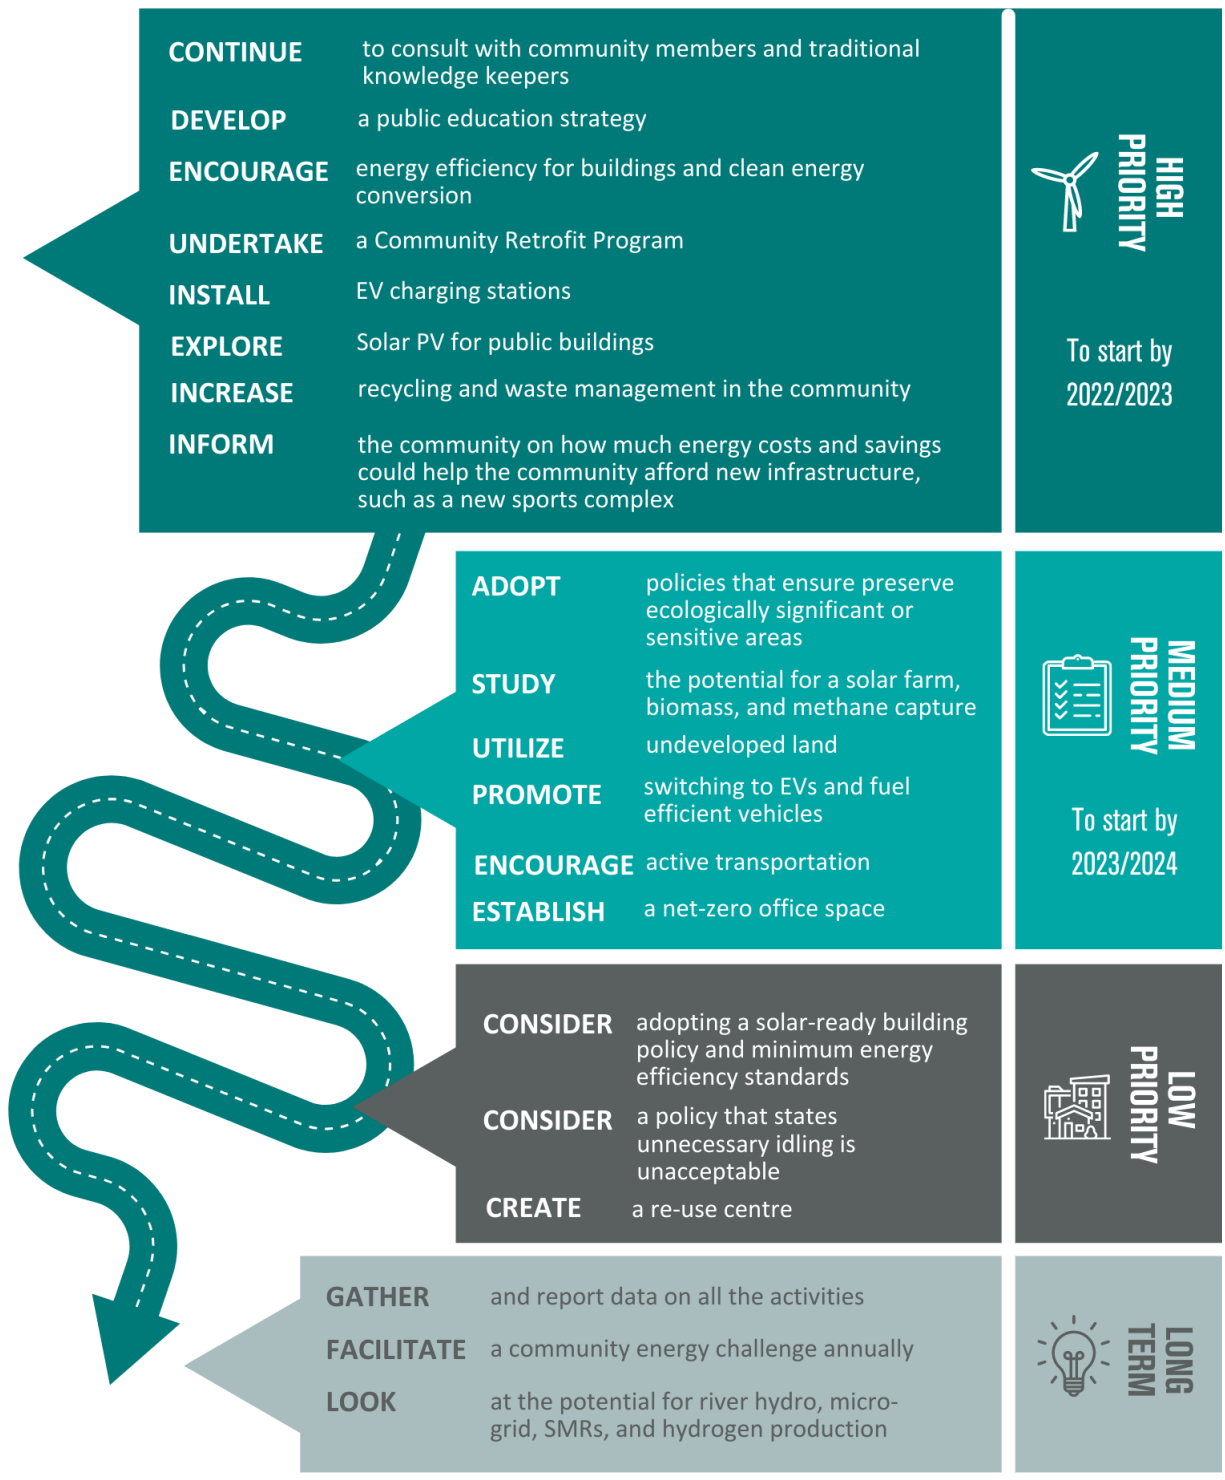 CONTINUE to consult with community members and traditional
knowledge keepers
DEVELOP a public education strategy
ENCOURAGE energy efficiency for buildings and clean energy
conversion
UNDERTAKE a Community Retrofit Program
INSTALL EV charging stations
EXPLORE Solar PV for public buildings
INCREASE recycling and waste management in the community
INFORM the community on how much energy costs and savings
could help the community afford new infrastructure,
such as a new sports complex
HIGH
PRIORITY
To start by
2022/2023
ADOPT policies that ensure preserve
ecologically significant or
sensitive areas
STUDY the potential for a solar farm,
biomass, and methane capture
UTILIZE undeveloped land
PROMOTE switching to EVs and fuel
efficient vehicles
ENCOURAGE active transportation
ESTABLISH a net-zero office space
MEDIUM
PRIORITY
To start by
2023/2024
CONSIDER adopting a solar-ready building
policy and minimum energy
efficiency standards
CONSIDER a policy that states
unnecessary idling is
unacceptable
CREATE a re-use centre
LOW
PRIORITY
GATHER and report data on all the activities
FACILITATE a community energy challenge annually
LOOK at the potential for river hydro, micro-
grid, SMRs, and hydrogen production
LONG
TERM